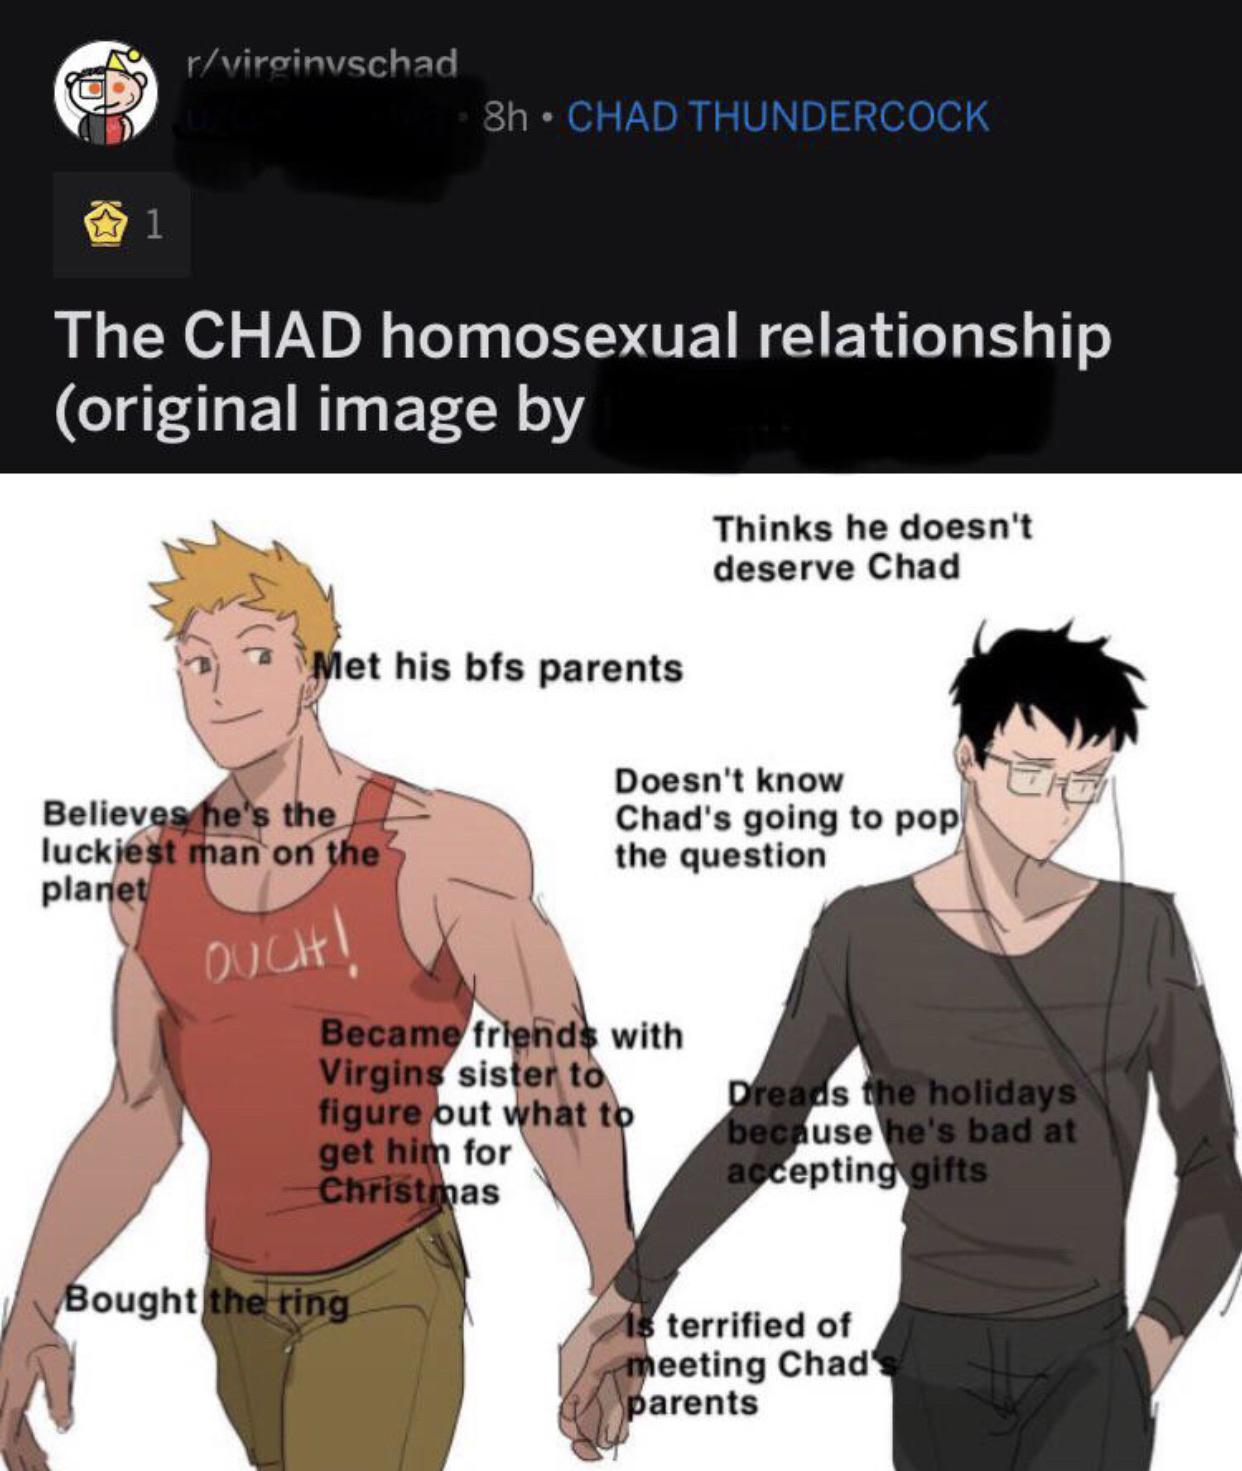 r/virginvschad
8h • CHAD THUNDERCOCK
1
The CHAD homosexual relationship
(original image by
Thinks he doesn't
deserve Chad
Met his bfs parents
Doesn't know
Chad's going to pop
the question
Believes he's the
luckiest man on the
planet
OUCH!
Became friends with
Virgins sister to
figure out what to
get him for
Christmas
Dreads the holidays
because he's bad at
accepting gifts
Bought the ring
Is terrified of
meeting Chad's
parents